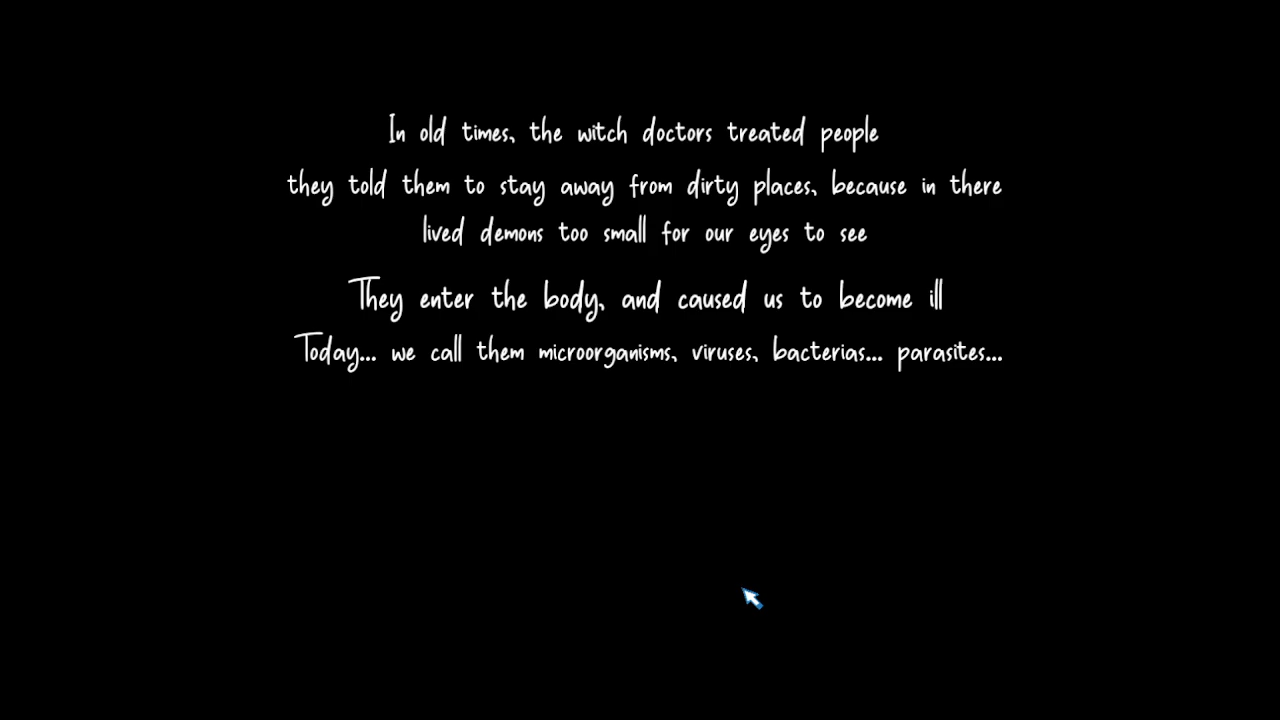 In old times, the witch doctors treated people
they told them to stay away from dirty places, because in there
lived demons too small for our eyes to see
They enter the body, and caused us to become ill
Today... we call them microorganisms, viruses, bacterias... parasites...